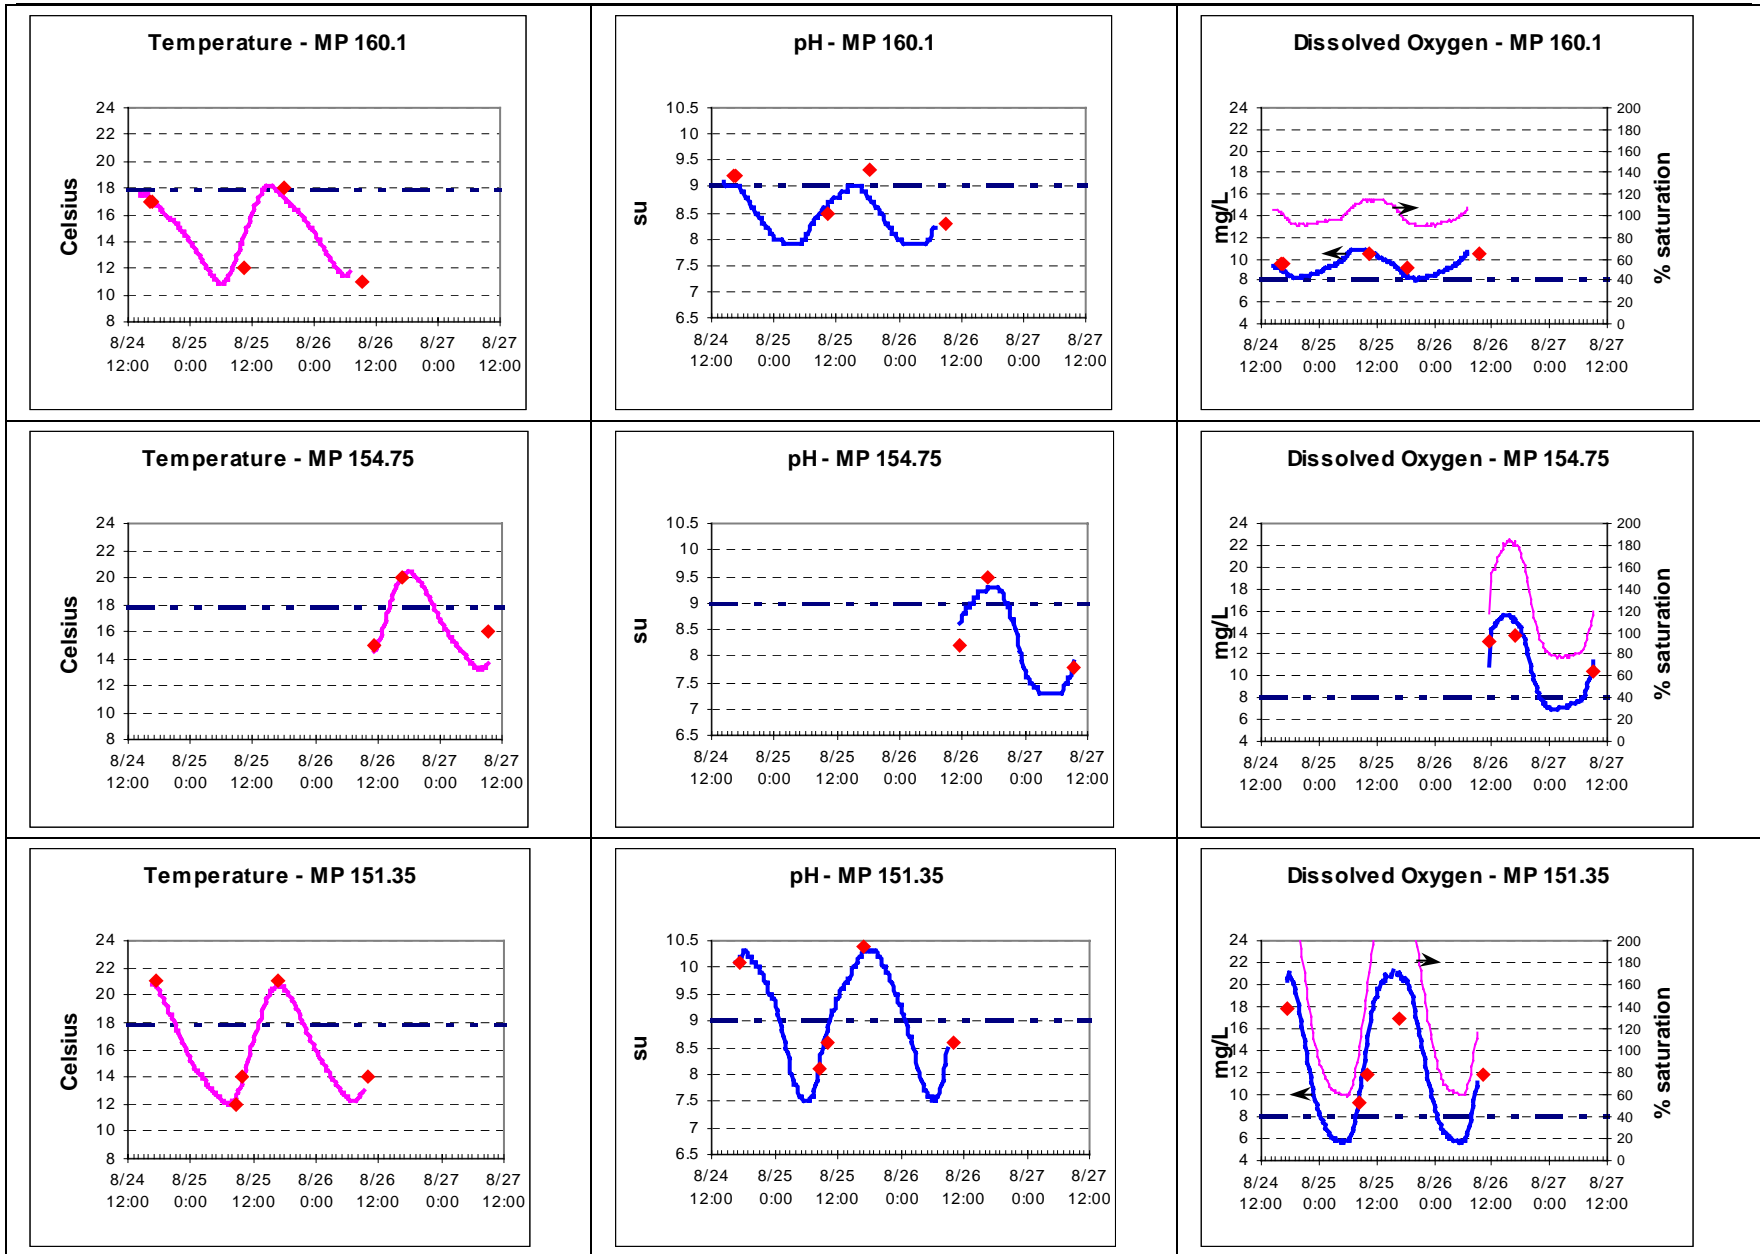 Temperature - MP 160.1
Celsius
24
22
20
18
16
14
12
10
8
8/24 8/25 8/25 8/26 8/26 8/27 8/27
12:00 0:00 12:00 0:00 12:00 0:00 12:00
pH - MP 160.1
su
10.5
10
9.5
9
8.5
8
7.5
7
6.5
8/24 8/25 8/25 8/26 8/26 8/27 8/27
12:00 0:00 12:00 0:00 12:00 0:00 12:00
Dissolved Oxygen - MP 160.1
mg/L
24 200
22 180
20 160
18 140
16 120
14 100
12 80
10 60
8 40
6 20
4 0
% saturation
8/24 8/25 8/25 8/26 8/26 8/27 8/27
12:00 0:00 12:00 0:00 12:00 0:00 12:00
Temperature - MP 154.75
Celsius
24
22
20
18
16
14
12
10
8
8/24 8/25 8/25 8/26 8/26 8/27 8/27
12:00 0:00 12:00 0:00 12:00 0:00 12:00
pH - MP 154.75
su
10.5
10
9.5
9
8.5
8
7.5
7
6.5
8/24 8/25 8/25 8/26 8/26 8/27 8/27
12:00 0:00 12:00 0:00 12:00 0:00 12:00
Dissolved Oxygen - MP 154.75
mg/L
24 200
22 180
20 160
18 140
16 120
14 100
12 80
10 60
8 40
6 20
4 0
% saturation
8/24 8/25 8/25 8/26 8/26 8/27 8/27
12:00 0:00 12:00 0:00 12:00 0:00 12:00
Temperature - MP 151.35
Celsius
24
22
20
18
16
14
12
10
8
8/24 8/25 8/25 8/26 8/26 8/27 8/27
12:00 0:00 12:00 0:00 12:00 0:00 12:00
pH - MP 151.35
su
10.5
10
9.5
9
8.5
8
7.5
7
6.5
8/24 8/25 8/25 8/26 8/26 8/27 8/27
12:00 0:00 12:00 0:00 12:00 0:00 12:00
Dissolved Oxygen - MP 151.35
mg/L
24 200
22 180
20 160
18 140
16 120
14 100
12 80
10 60
8 40
6 20
4 0
% saturation
8/24 8/25 8/25 8/26 8/26 8/27 8/27
12:00 0:00 12:00 0:00 12:00 0:00 12:00